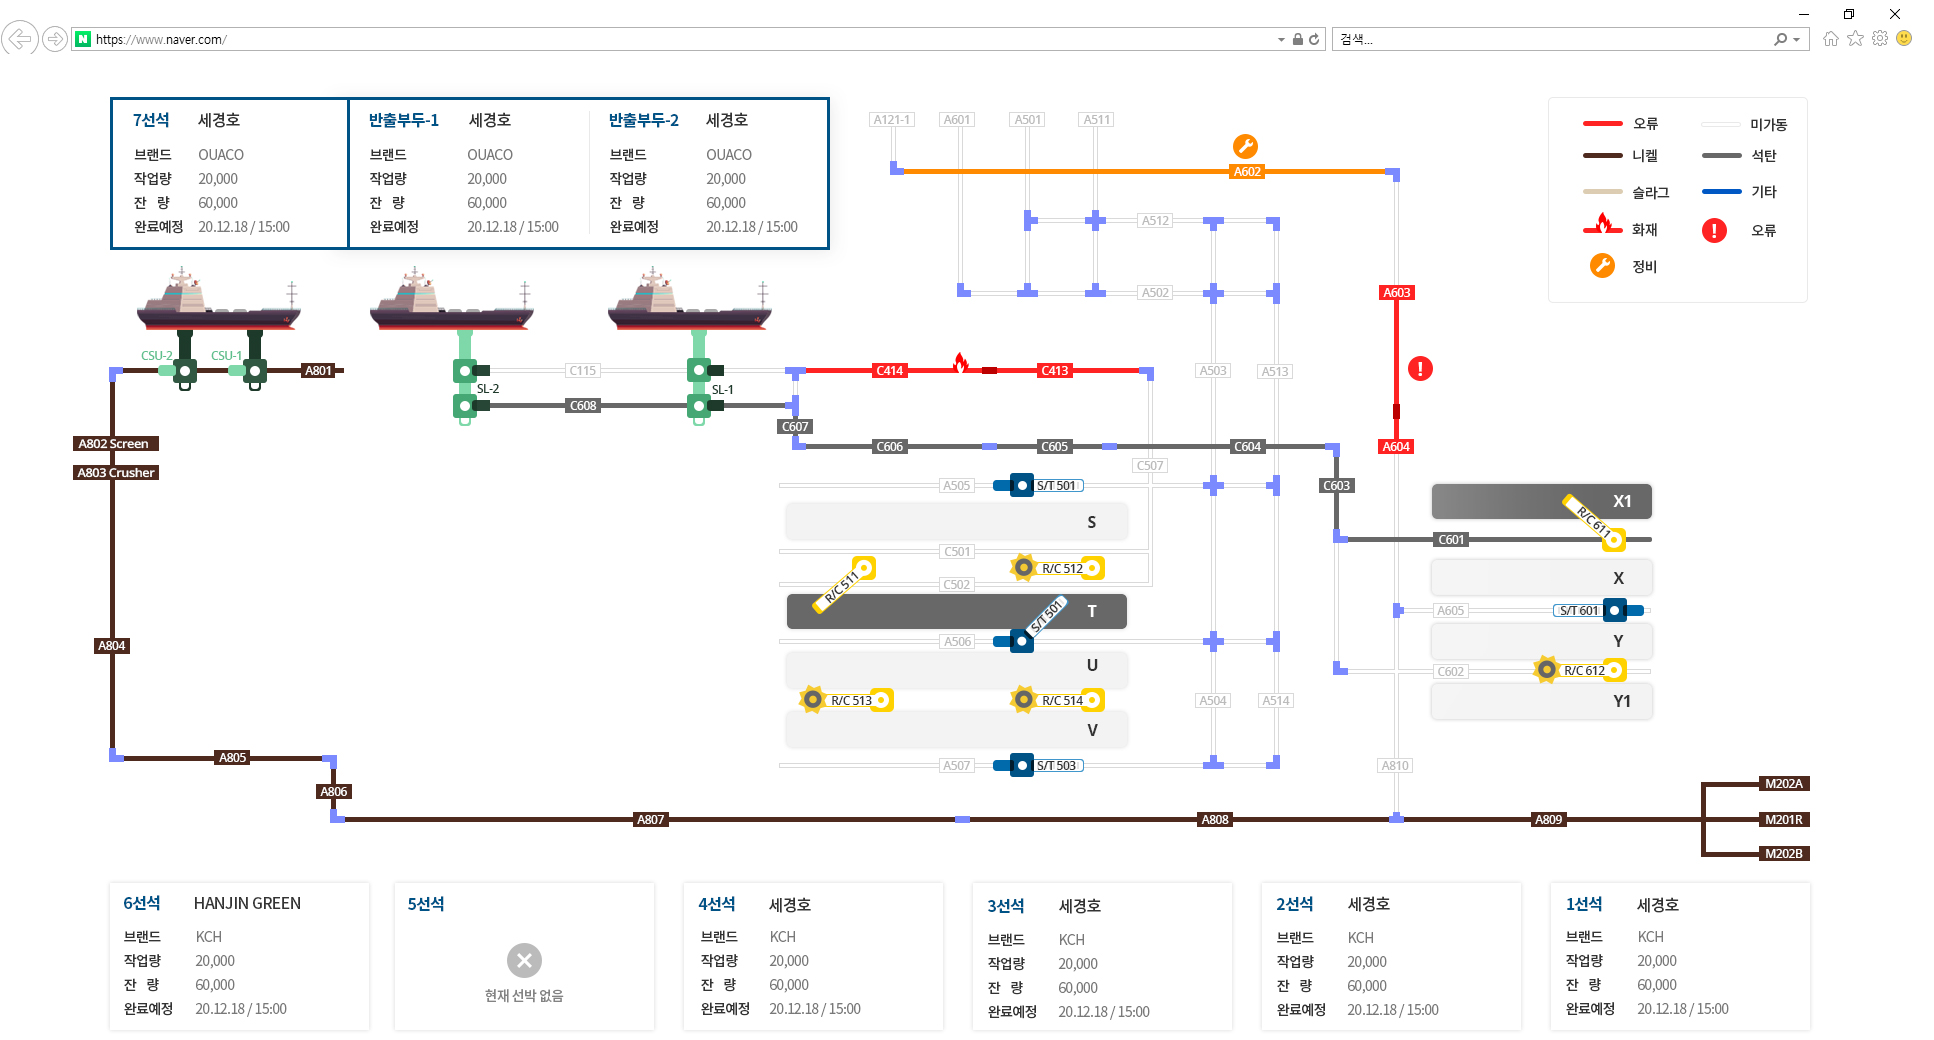 https://www.naver.com/
검색...
7선석 세경호
브랜드 OUACO
작업량 20,000
잔 량 60,000
완료예정 20.12.18 / 15:00
반출부두-1 세경호
브랜드 OUACO
작업량 20,000
잔 량 60,000
완료예정 20.12.18 / 15:00
반출부두-2 세경호
브랜드 OUACO
작업량 20,000
잔 량 60,000
완료예정 20.12.18 / 15:00
A121-1 A601 A501 A511
오류 미가동
니켈 석탄
슬라그 기타
화재 ! 오류
정비
A602
A512
A502
A603
CSU-2 CSU-1 A801
C115
C414 C413
A503 A513
!
SL-2 SL-1
C608
C607
C606 C605 C604
A604
A802 Screen
A803 Crusher
C507
A505 S/T 501
C603
X1
R/C 611
S
C601
C501
R/C 511
R/C 512
C502
X
T
S/T 501
A605 S/T 601
A506
Y
A804
U
C602 R/C 612
R/C 513 R/C 514
A504 A514
Y1
V
A805
A507 S/T 503
A810
A806
M202A
A807 A808 A809 M201R
M202B
6선석 HANJIN GREEN
브랜드 KCH
작업량 20,000
잔 량 60,000
완료예정 20.12.18 / 15:00
5선석
현재 선박 없음
4선석 세경호
브랜드 KCH
작업량 20,000
잔 량 60,000
완료예정 20.12.18 / 15:00
3선석 세경호
브랜드 KCH
작업량 20,000
잔 량 60,000
완료예정 20.12.18 / 15:00
2선석 세경호
브랜드 KCH
작업량 20,000
잔 량 60,000
완료예정 20.12.18 / 15:00
1선석 세경호
브랜드 KCH
작업량 20,000
잔 량 60,000
완료예정 20.12.18 / 15:00